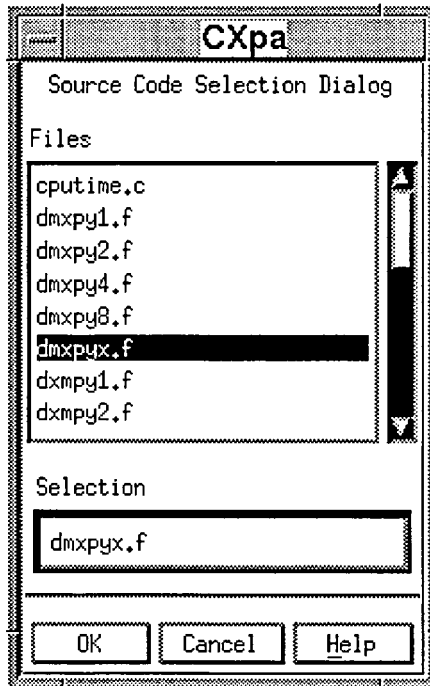 CXpa
Source Code Selection Dialog
Files
cputime.c
dmxpy1.f
dmxpy2.f
dmxpy4.f
dmxpy8.f
dmxpyx.f
dxmpy1.f
dxmpy2.f
Selection
dmxpyx.f
OK Cancel Help